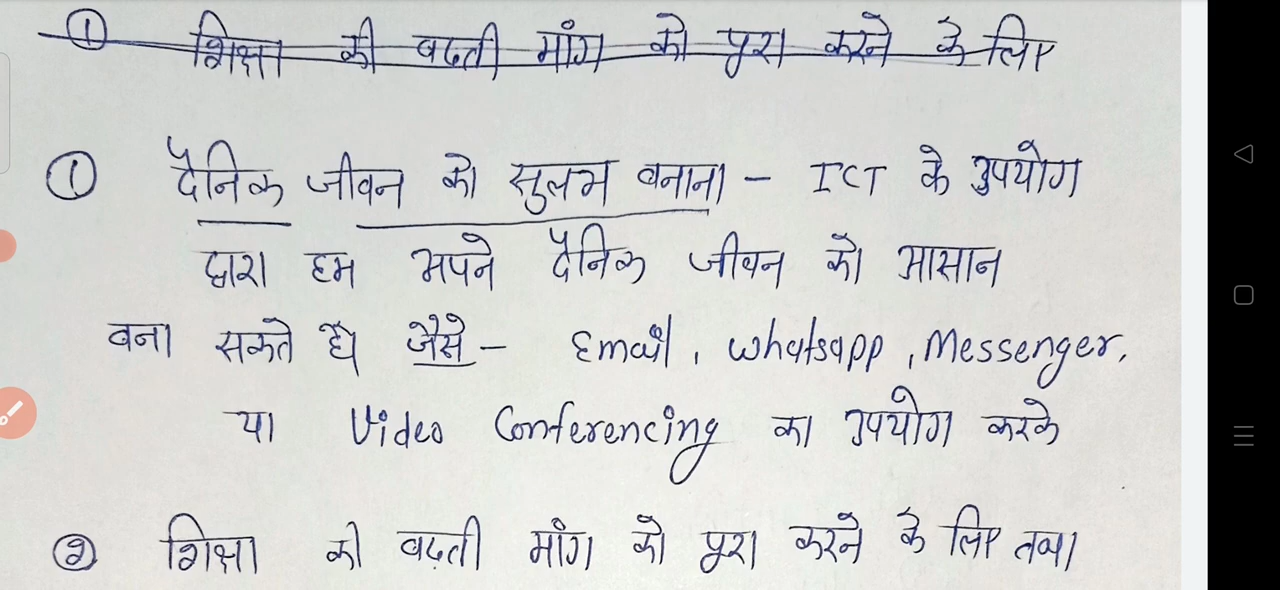 ① शिक्षा की बढती मांग को पुरा करने के लिए
① दैनिक जीवन को सुलभ बनाना - ICT के उपयोग
द्वारा हम अपने दैनिक जीवन को आसान
बना सकते है जैसे - Email, whatsapp, Messenger,
या Video Conferencing का उपयोग करके
② शिक्षा की बढ़ती मांग को पुरा करने के लिए तथा